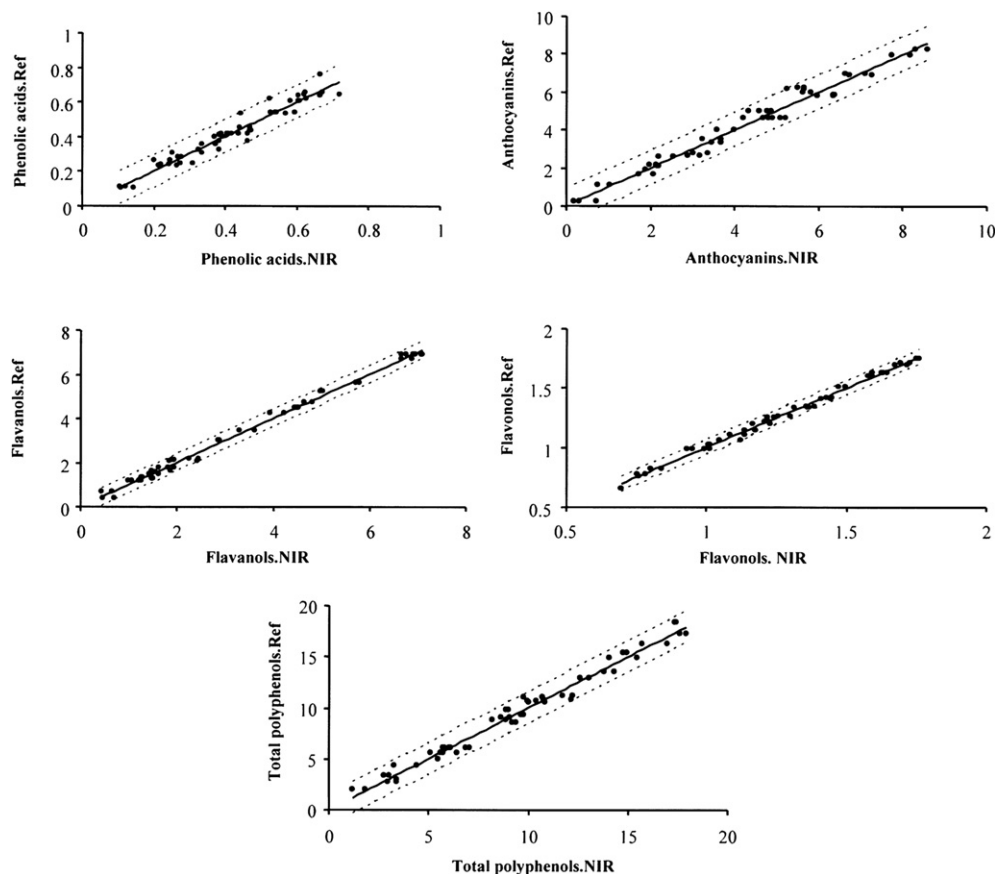 Phenolic acids.Ref
1
0.8
0.6
0.4
0.2
0
0 0.2 0.4 0.6 0.8 1
Phenolic acids.NIR
Anthocyanins.Ref
10
8
6
4
2
0
0 2 4 6 8 10
Anthocyanins.NIR
Flavanols.Ref
8
6
4
2
0
0 2 4 6 8
Flavanols.NIR
Flavonols.Ref
2
1.5
1
0.5
0.5 1 1.5 2
Flavonols. NIR
Total polyphenols.Ref
20
15
10
5
0
0 5 10 15 20
Total polyphenols.NIR